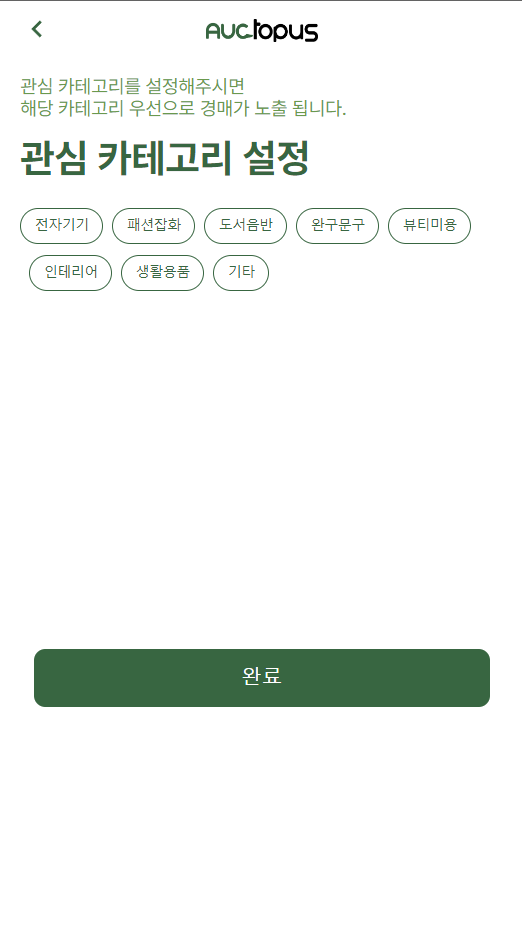 AUCtopus
관심 카테고리를 설정해주시면
해당 카테고리 우선으로 경매가 노출 됩니다.
관심 카테고리 설정
전자기기 패션잡화 도서음반 완구문구 뷰티미용
인테리어 생활용품 기타
완료